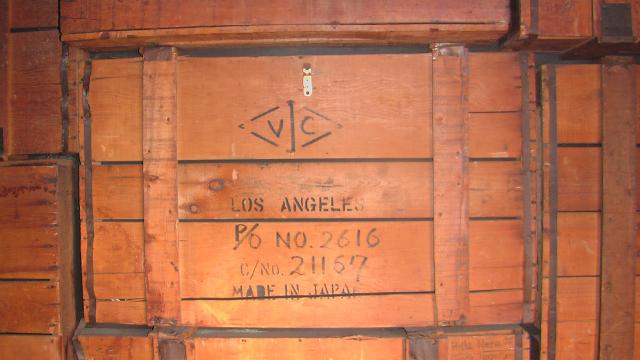 V C
LOS ANGELES
P/O NO. 2616
C/NO. 21167
MADE IN JAPAN